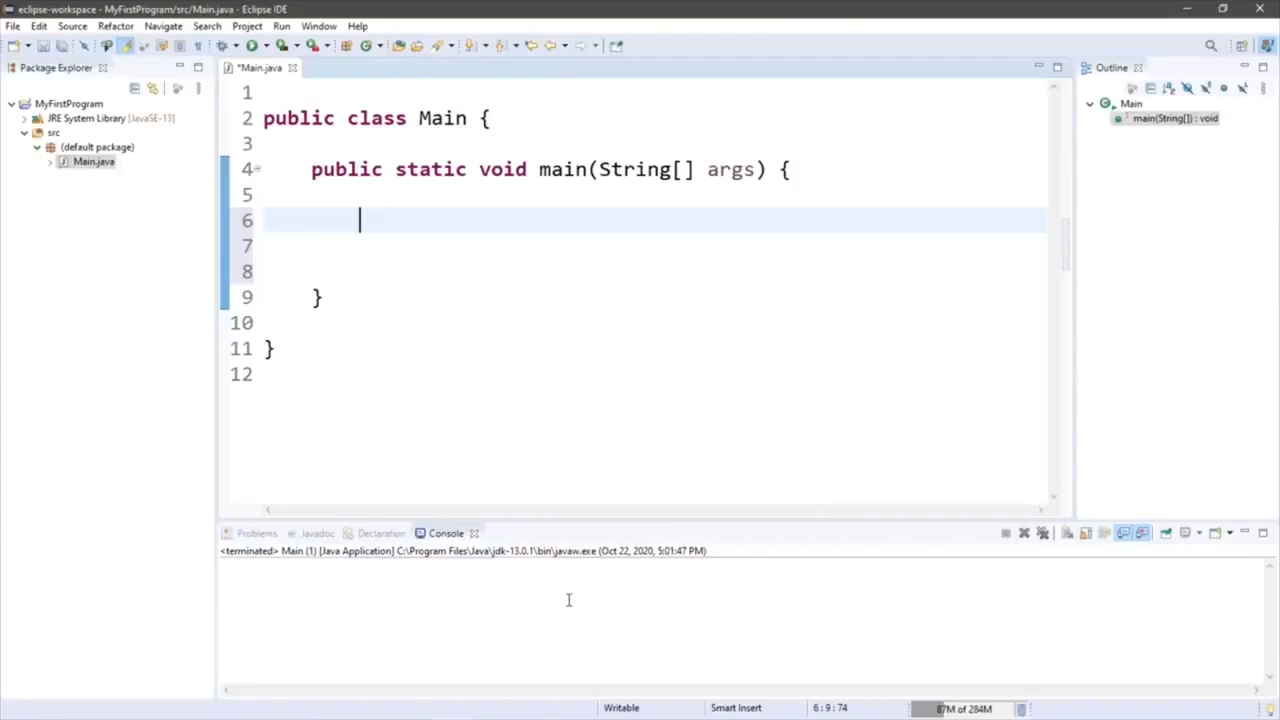 eclipse-workspace - MyFirstProgram/src/Main.java - Eclipse IDE
File Edit Source Refactor Navigate Search Project Run Window Help
Package Explorer
MyFirstProgram
JRE System Library [JavaSE-13]
src
(default package)
Main.java
*Main.java
1
2 public class Main {
3
4 public static void main(String[] args) {
5
6
7
8
9 }
10
11 }
12
Outline
Main
main(String[]) : void
Problems Javadoc Declaration Console
<terminated> Main (1) [Java Application] C:\Program Files\Java\jdk-13.0.1\bin\javaw.exe (Oct 22, 2020, 5:01:47 PM)
Writable Smart Insert 6 : 9 : 74 87M of 284M